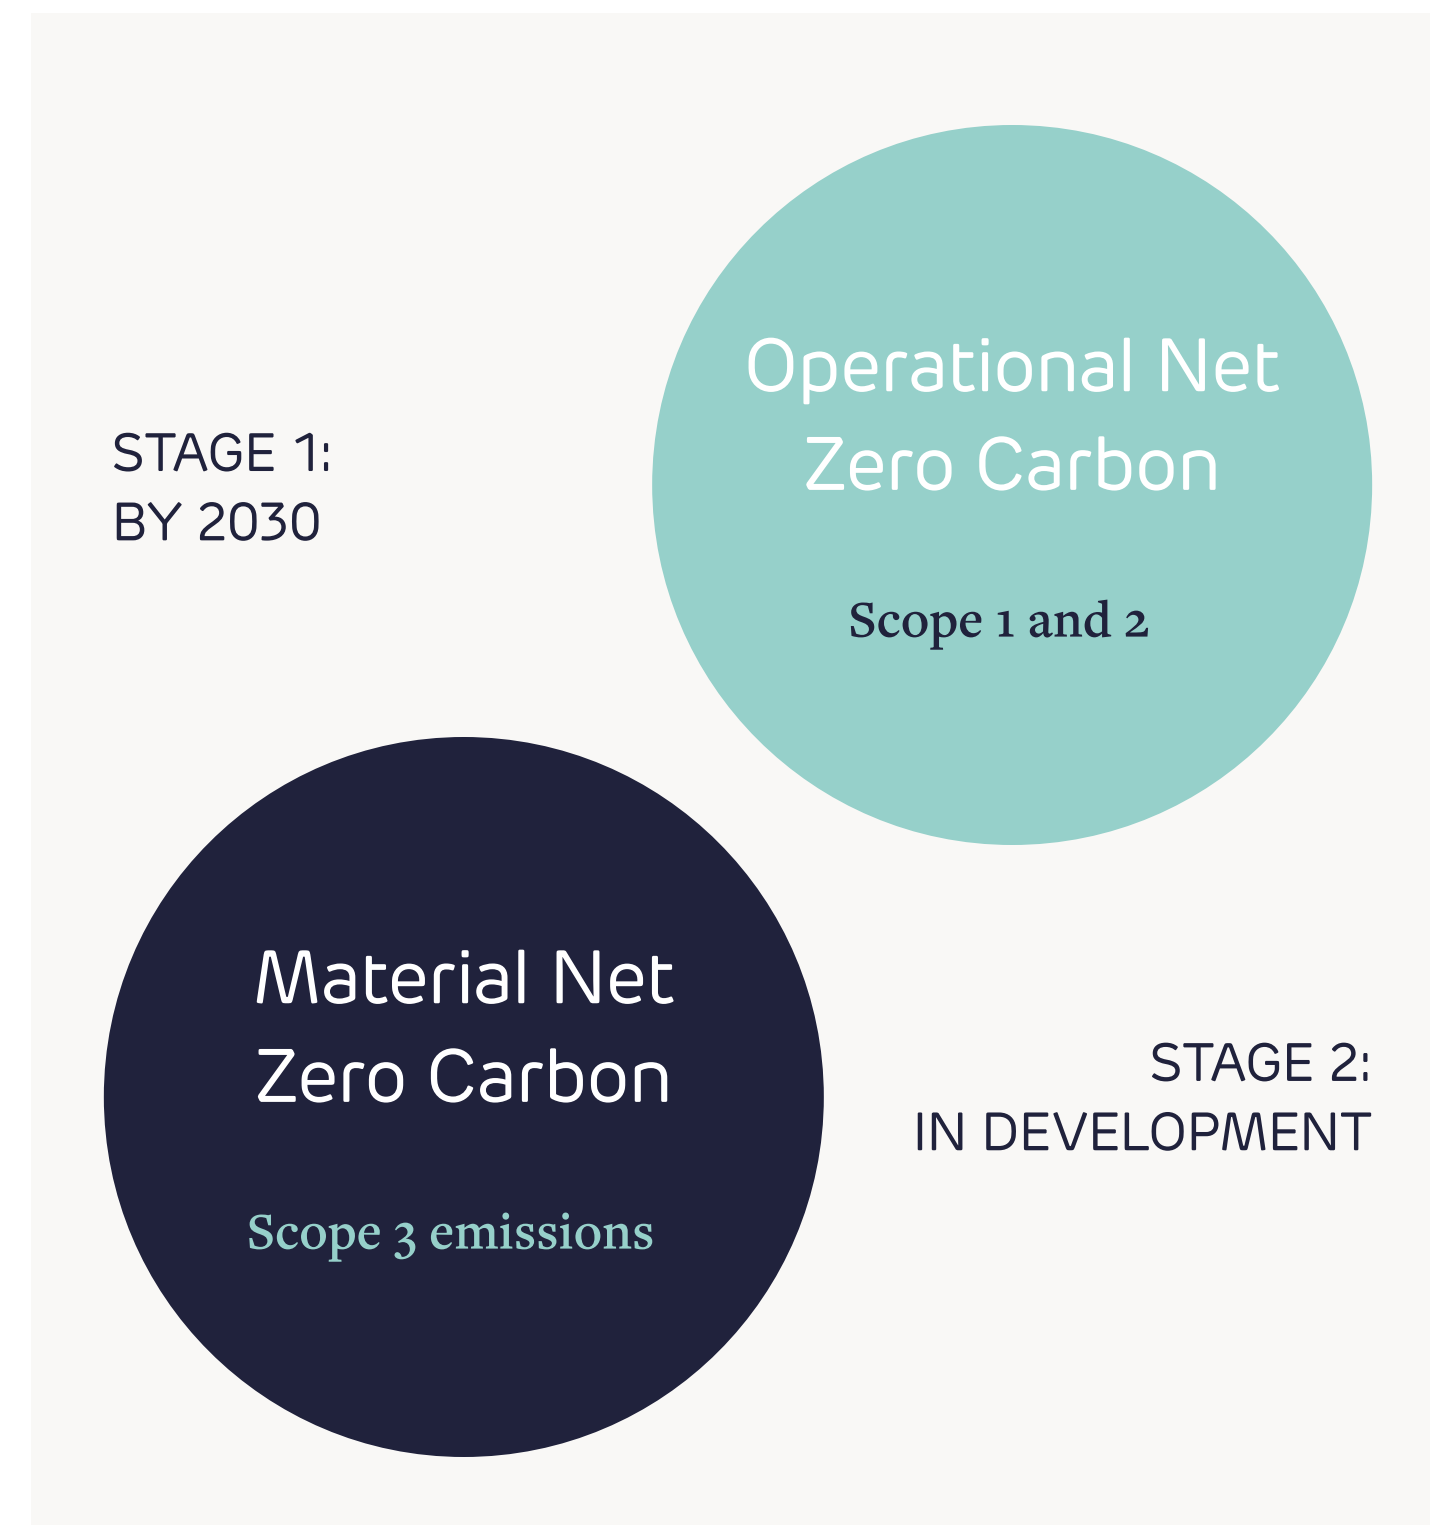 STAGE 1:
BY 2030
Operational Net
Zero Carbon
Scope 1 and 2
Material Net
Zero Carbon
Scope 3 emissions
STAGE 2:
IN DEVELOPMENT